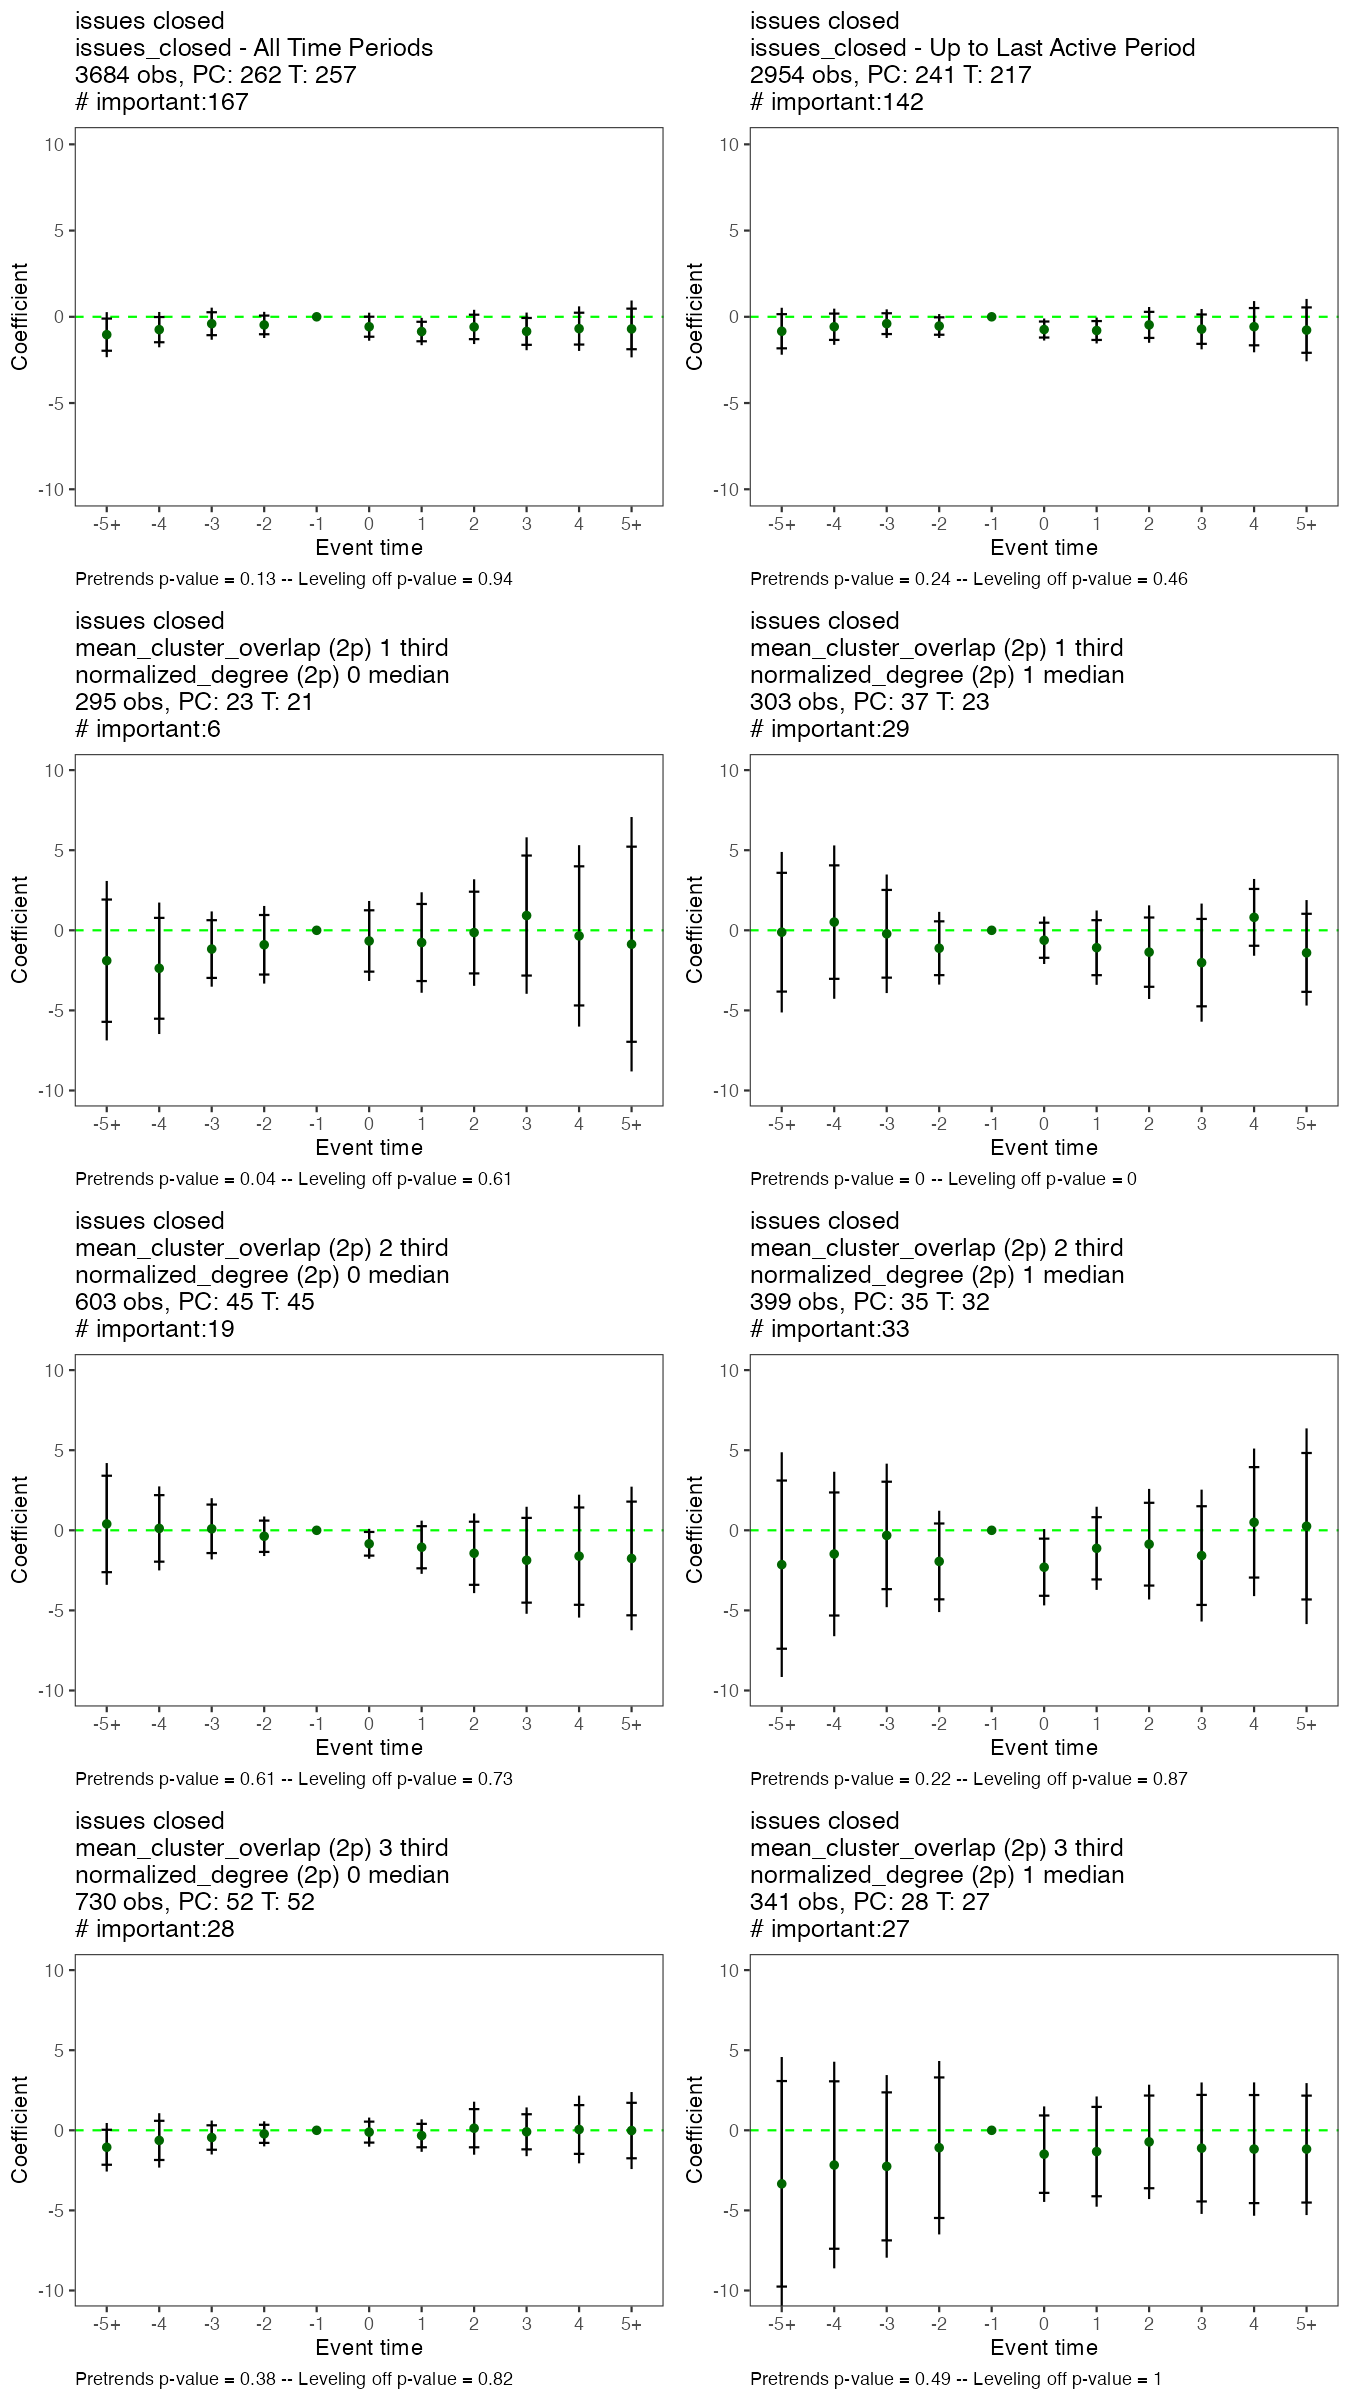 issues closed
issues_closed - All Time Periods
3684 obs, PC: 262 T: 257
# important:167
10
5
0
-5
-10
Coefficient
-5+ -4 -3 -2 -1 0 1 2 3 4 5+
Event time
Pretrends p-value = 0.13 -- Leveling off p-value = 0.94
issues closed
issues_closed - Up to Last Active Period
2954 obs, PC: 241 T: 217
# important:142
10
5
0
-5
-10
Coefficient
-5+ -4 -3 -2 -1 0 1 2 3 4 5+
Event time
Pretrends p-value = 0.24 -- Leveling off p-value = 0.46
issues closed
mean_cluster_overlap (2p) 1 third
normalized_degree (2p) 0 median
295 obs, PC: 23 T: 21
# important:6
10
5
0
-5
-10
Coefficient
-5+ -4 -3 -2 -1 0 1 2 3 4 5+
Event time
Pretrends p-value = 0.04 -- Leveling off p-value = 0.61
issues closed
mean_cluster_overlap (2p) 1 third
normalized_degree (2p) 1 median
303 obs, PC: 37 T: 23
# important:29
10
5
0
-5
-10
Coefficient
-5+ -4 -3 -2 -1 0 1 2 3 4 5+
Event time
Pretrends p-value = 0 -- Leveling off p-value = 0
issues closed
mean_cluster_overlap (2p) 2 third
normalized_degree (2p) 0 median
603 obs, PC: 45 T: 45
# important:19
10
5
0
-5
-10
Coefficient
-5+ -4 -3 -2 -1 0 1 2 3 4 5+
Event time
Pretrends p-value = 0.61 -- Leveling off p-value = 0.73
issues closed
mean_cluster_overlap (2p) 2 third
normalized_degree (2p) 1 median
399 obs, PC: 35 T: 32
# important:33
10
5
0
-5
-10
Coefficient
-5+ -4 -3 -2 -1 0 1 2 3 4 5+
Event time
Pretrends p-value = 0.22 -- Leveling off p-value = 0.87
issues closed
mean_cluster_overlap (2p) 3 third
normalized_degree (2p) 0 median
730 obs, PC: 52 T: 52
# important:28
10
5
0
-5
-10
Coefficient
-5+ -4 -3 -2 -1 0 1 2 3 4 5+
Event time
Pretrends p-value = 0.38 -- Leveling off p-value = 0.82
issues closed
mean_cluster_overlap (2p) 3 third
normalized_degree (2p) 1 median
341 obs, PC: 28 T: 27
# important:27
10
5
0
-5
-10
Coefficient
-5+ -4 -3 -2 -1 0 1 2 3 4 5+
Event time
Pretrends p-value = 0.49 -- Leveling off p-value = 1